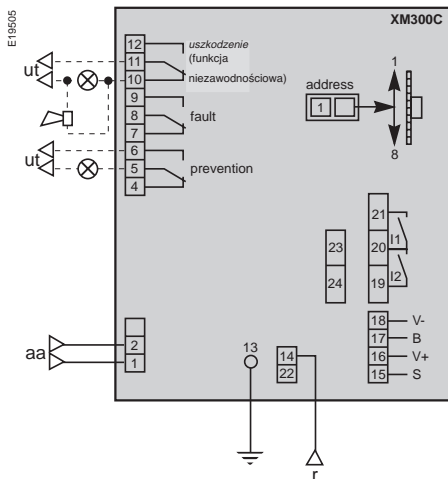 E19505
XM300C
12 uszkodzenie
ut 11 (funkcja
10 niezawodnościowa)
address
1
1
9
8 fault
7
8
ut 6
5 prevention
4
21
23 20 I1
24 19 I2
18 V-
2 17 B
aa 13 14 16 V+
1 22 15 S
r